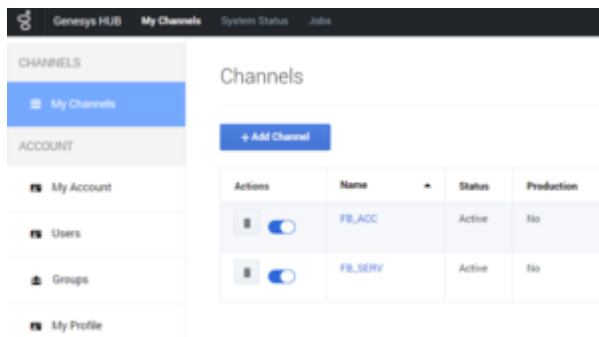 Genesys HUB My Channels System Status Jobs
CHANNELS
My Channels
ACCOUNT
My Account
Users
Groups
My Profile
Channels
+ Add Channel
Actions Name Status Production
FB_ACC Active No
FB_SERV Active No